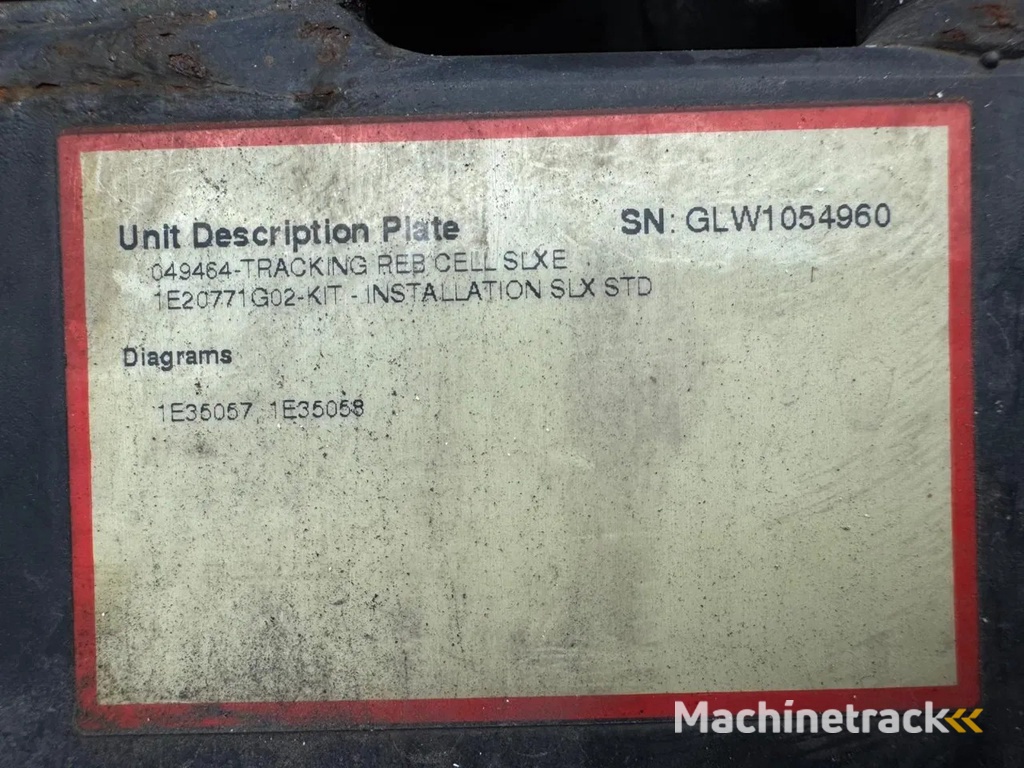 Unit Description Plate
SN: GLW1054960
049464-TRACKING REB CELL SLXE
1E20771G02-KIT - INSTALLATION SLX STD
Diagrams
1E35057, 1E35058
Machinetrack